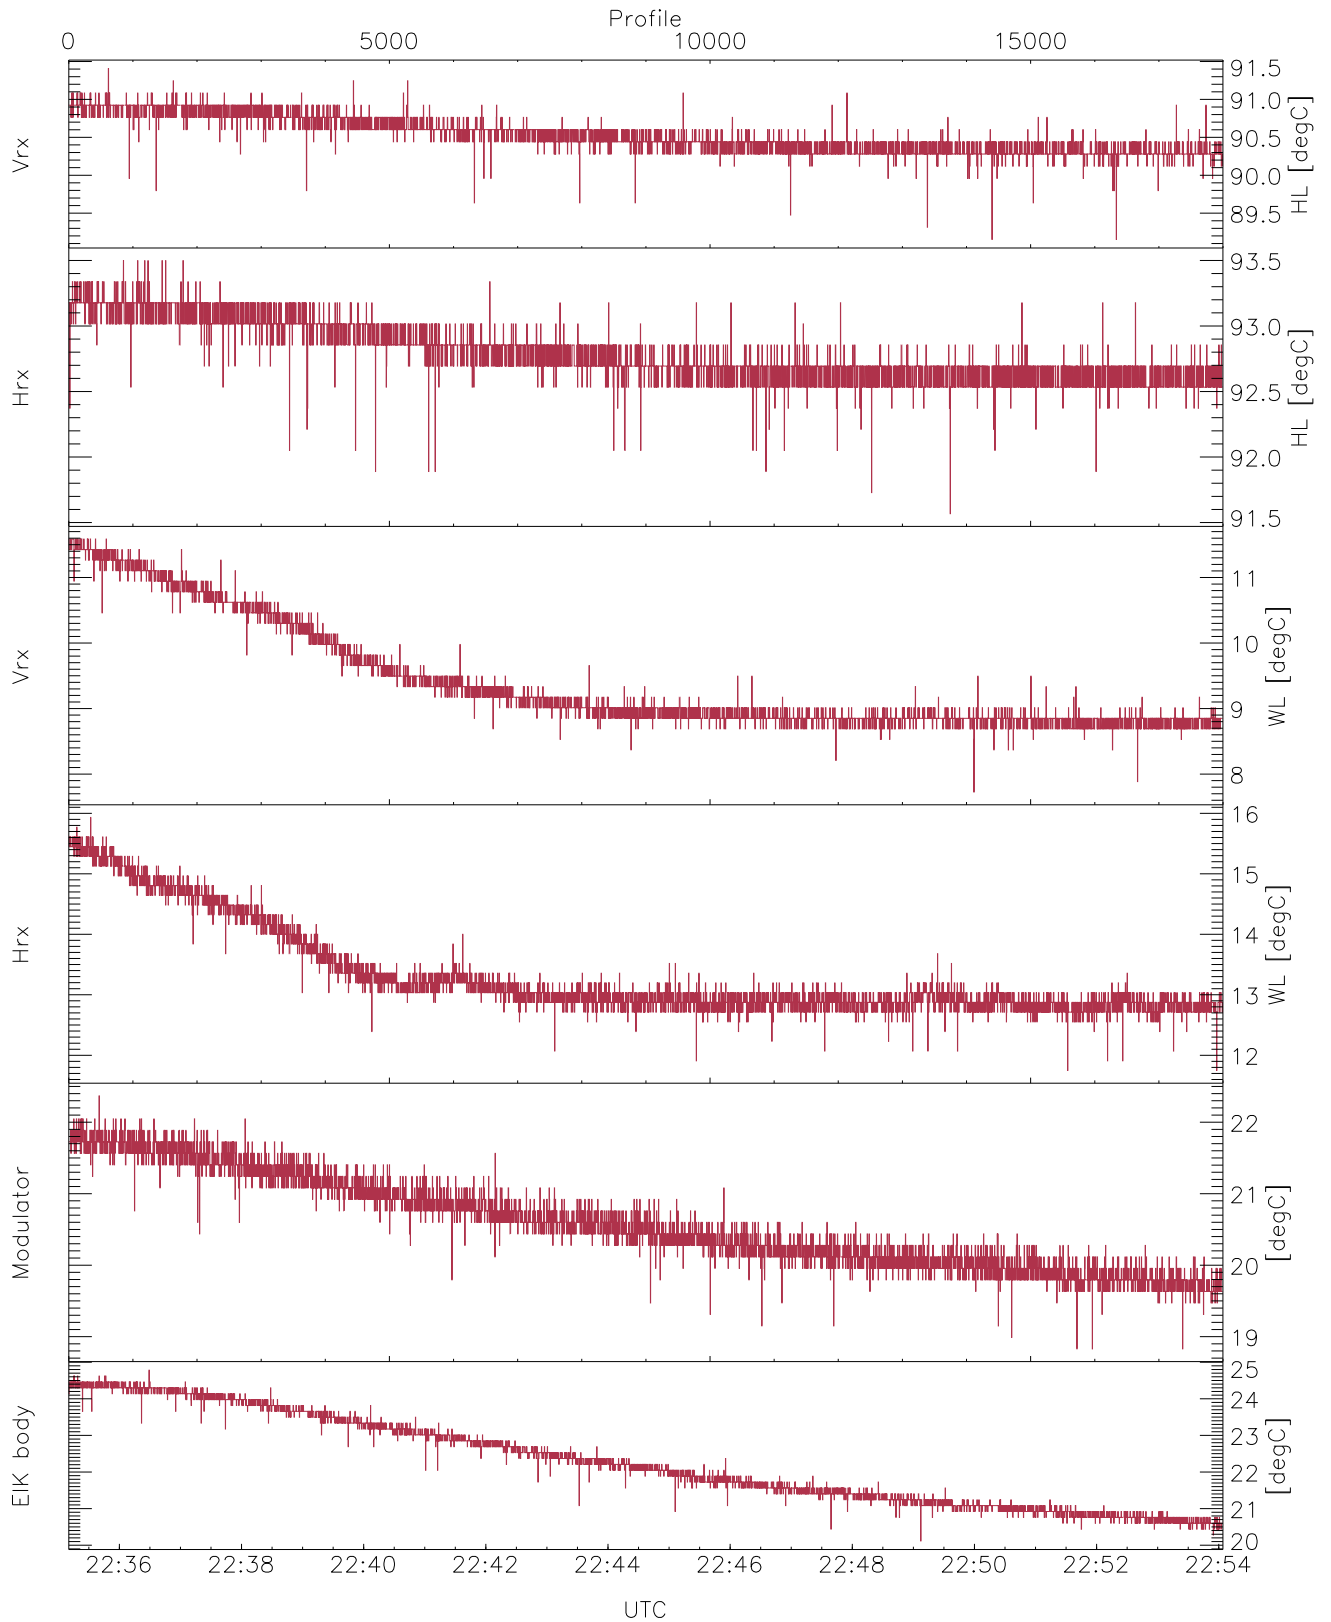 Profile
0 5000 10000 15000
Vrx
91.5
91.0
90.5
90.0
89.5
HL [degC]
Hrx
93.5
93.0
92.5
92.0
91.5
HL [degC]
Vrx
11
10
9
8
WL [degC]
Hrx
16
15
14
13
12
WL [degC]
Modulator
22
21
20
19
[degC]
EIK body
25
24
23
22
21
20
[degC]
22:36 22:38 22:40 22:42 22:44 22:46 22:48 22:50 22:52 22:54
UTC